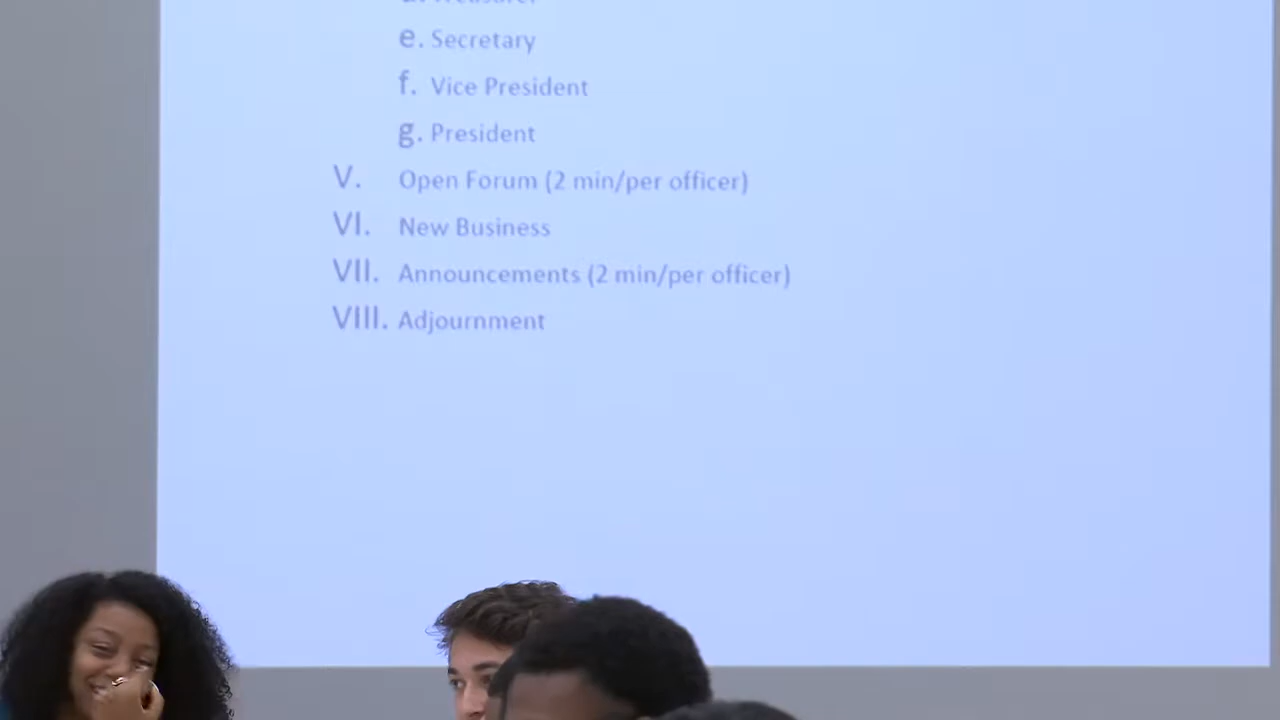 e. Secretary
f. Vice President
g. President
V. Open Forum (2 min/per officer)
VI. New Business
VII. Announcements (2 min/per officer)
VIII. Adjournment